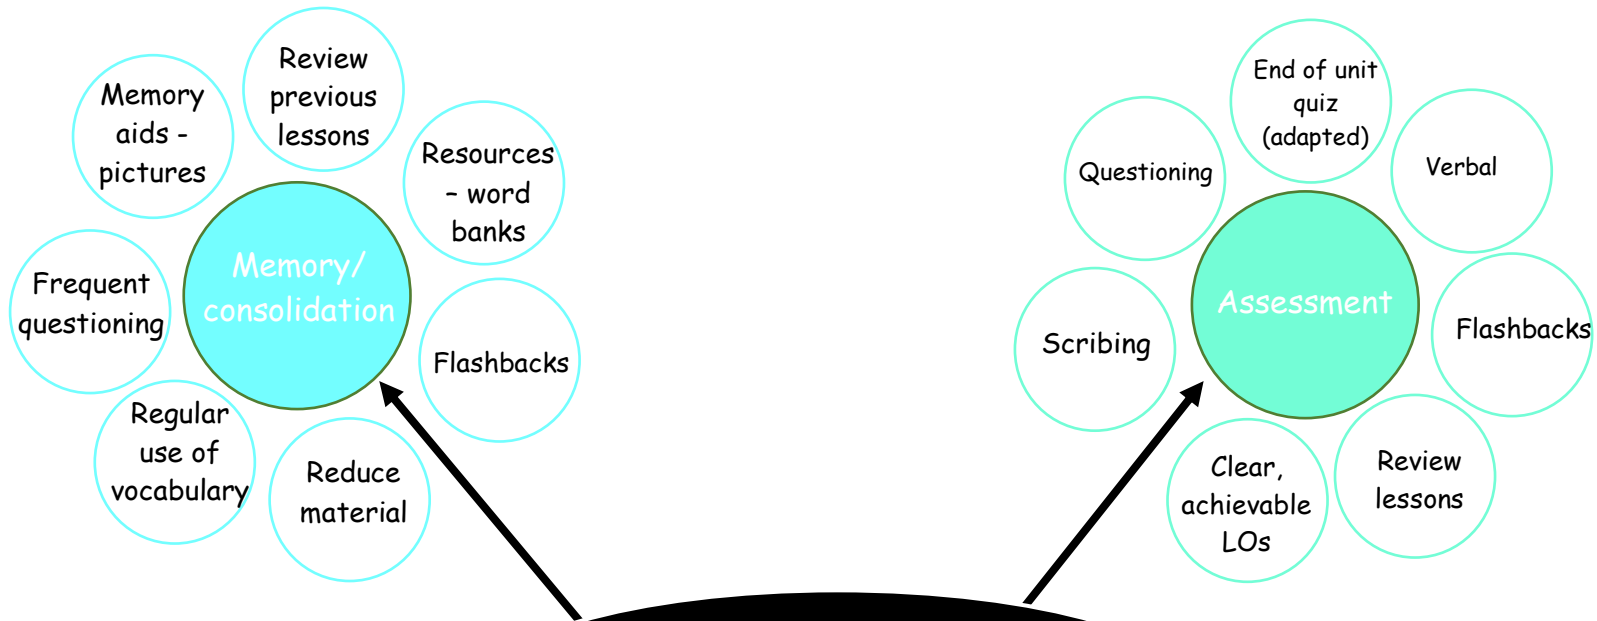 Review
previous
lessons
Memory
aids -
pictures
Resources
– word
banks
Memory/
consolidation
Frequent
questioning
Flashbacks
Regular
use of
vocabulary
Reduce
material
End of unit
quiz
(adapted)
Questioning
Verbal
Assessment
Scribing
Flashbacks
Clear,
achievable
LOs
Review
lessons